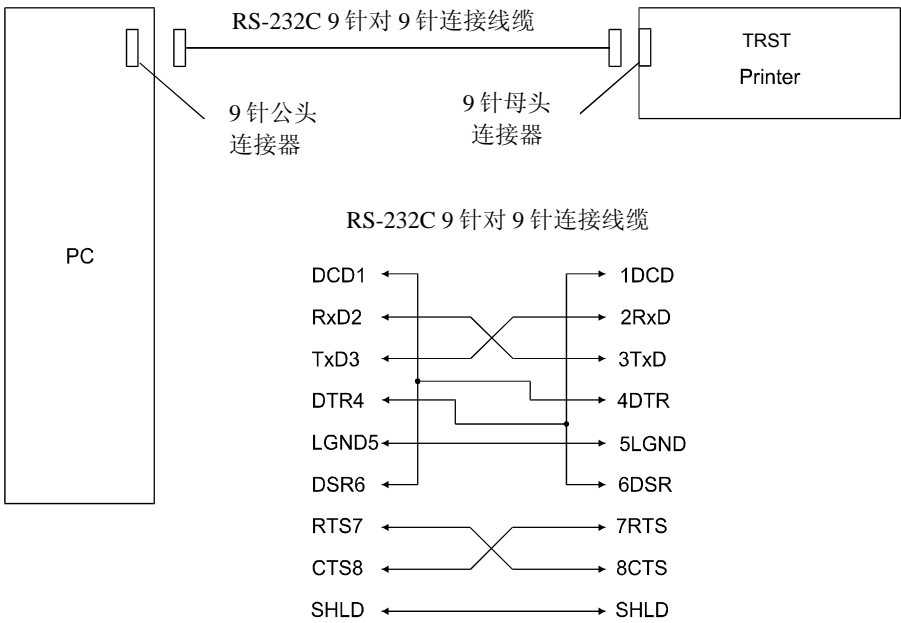 RS-232C 9 针对 9 针连接线缆
TRST
Printer
9 针公头
连接器
9 针母头
连接器
PC
RS-232C 9 针对 9 针连接线缆
DCD1 1DCD
RxD2 2RxD
TxD3 3TxD
DTR4 4DTR
LGND5 5LGND
DSR6 6DSR
RTS7 7RTS
CTS8 8CTS
SHLD SHLD